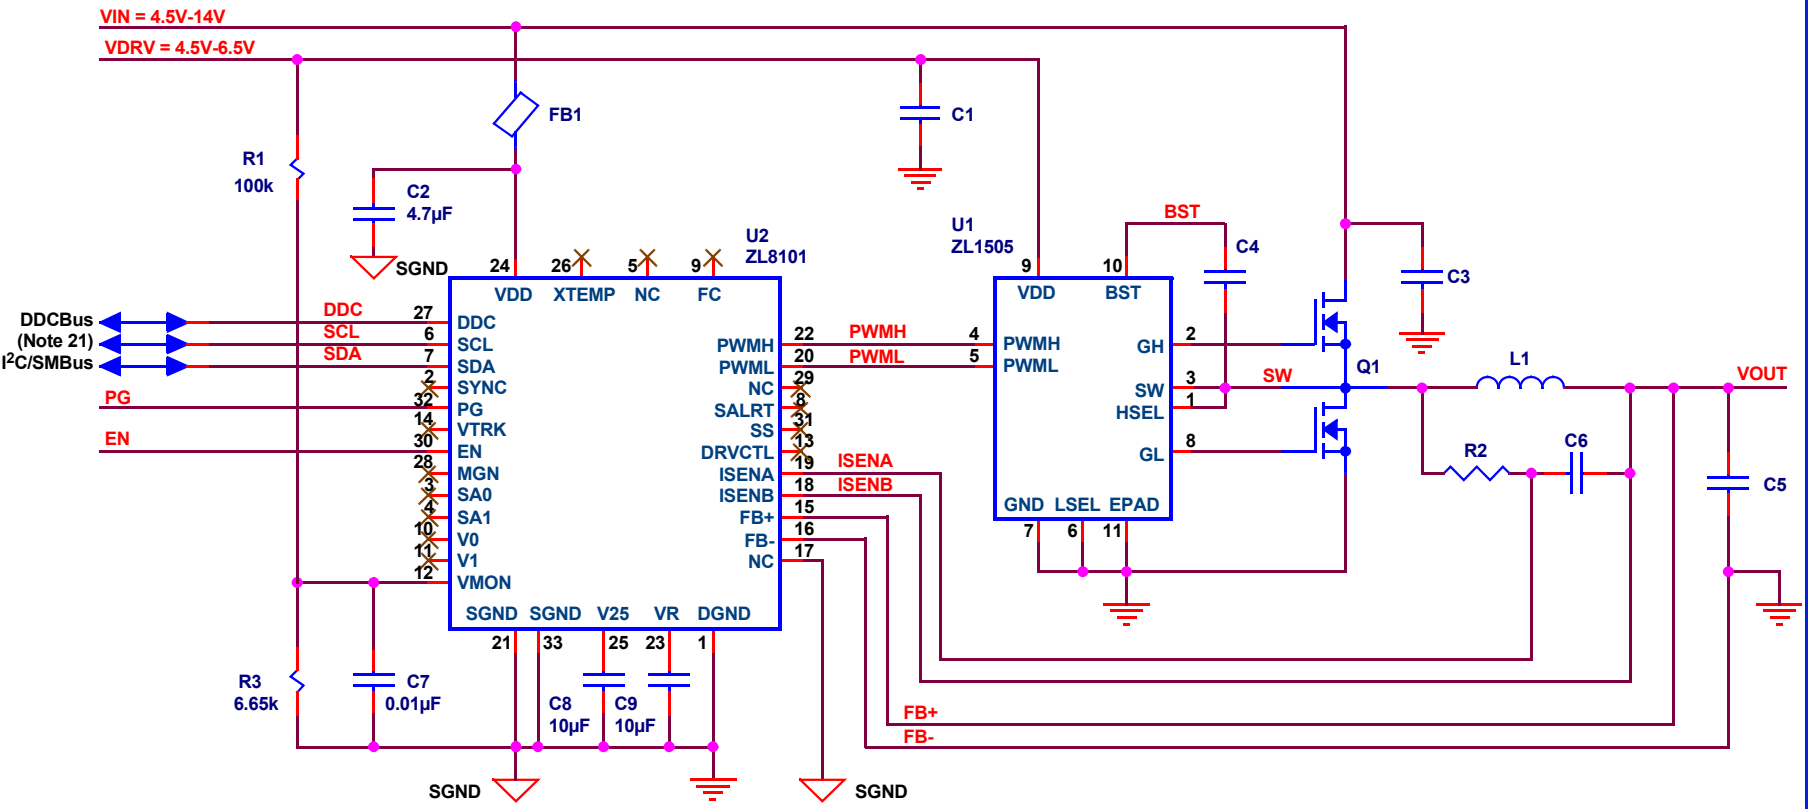 VIN = 4.5V-14V
VDRV = 4.5V-6.5V
FB1
C1
R1
100k
C2
4.7µF
SGND
U2
ZL8101
U1
ZL1505
BST
C4
C3
24
26
5
9
9
10
VDD
XTEMP
NC
FC
VDD
BST
DDCBus
(Note 21)
I²C/SMBus
DDC
SCL
SDA
PG
EN
27
6
7
2
32
14
30
28
3
4
10
11
12
DDC
SCL
SDA
SYNC
PG
VTRK
EN
MGN
SA0
SA1
V0
V1
VMON
PWMH
PWML
NC
SALRT
SS
DRVCTL
ISENA
ISENB
FB+
FB-
NC
22
20
29
8
31
13
19
18
15
16
17
PWMH
PWML
ISENA
ISENB
4
5
PWMH
PWML
GH
SW
HSEL
GL
2
3
1
8
SW
Q1
L1
VOUT
R2
C6
C5
GND
LSEL
EPAD
7
6
11
SGND
SGND
V25
VR
DGND
21
33
25
23
1
R3
6.65k
C7
0.01µF
C8
10µF
C9
10µF
FB+
FB-
SGND
SGND